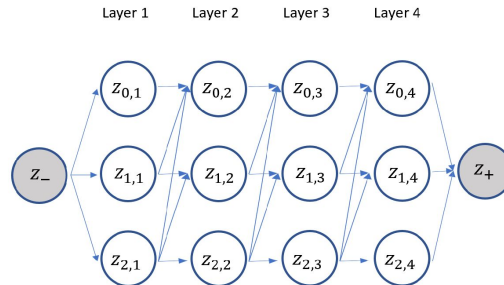 Layer 1 Layer 2 Layer 3 Layer 4
z₀,₁ z₀,₂ z₀,₃ z₀,₄
z₋ z₁,₁ z₁,₂ z₁,₃ z₁,₄ z₊
z₂,₁ z₂,₂ z₂,₃ z₂,₄